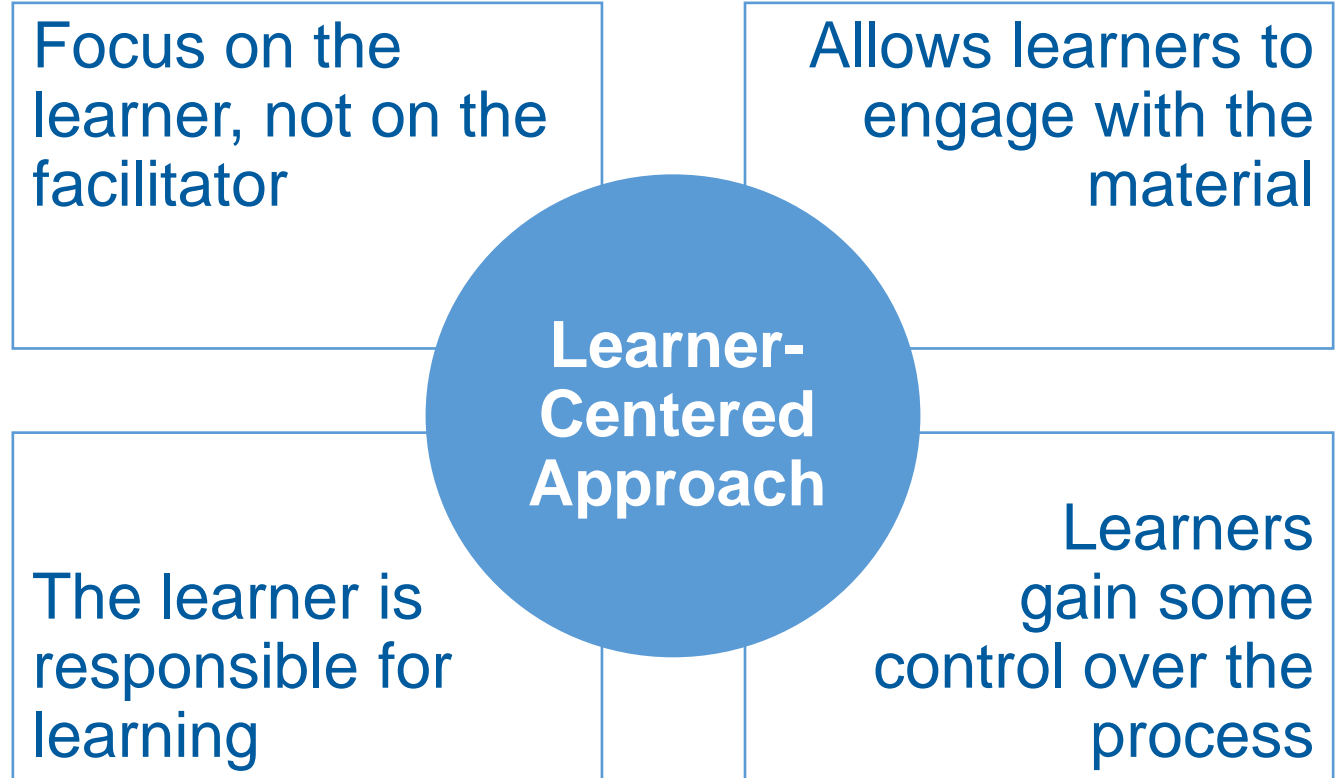 Focus on the
learner, not on the
facilitator
Allows learners to
engage with the
material
Learner-
Centered
Approach
The learner is
responsible for
learning
Learners
gain some
control over the
process